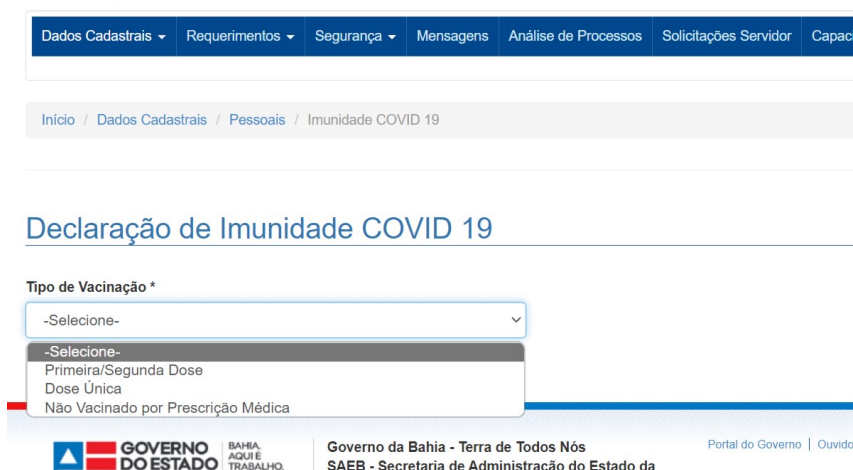 Dados Cadastrais Requerimentos Segurança Mensagens Análise de Processos Solicitações Servidor Capac
Início / Dados Cadastrais / Pessoais / Imunidade COVID 19
Declaração de Imunidade COVID 19
Tipo de Vacinação *
-Selecione-
-Selecione-
Primeira/Segunda Dose
Dose Única
Não Vacinado por Prescrição Médica
GOVERNO DO ESTADO
BAHIA. AQUI É TRABALHO.
Governo da Bahia - Terra de Todos Nós
SAEB - Secretaria de Administração do Estado da
Portal do Governo | Ouvido